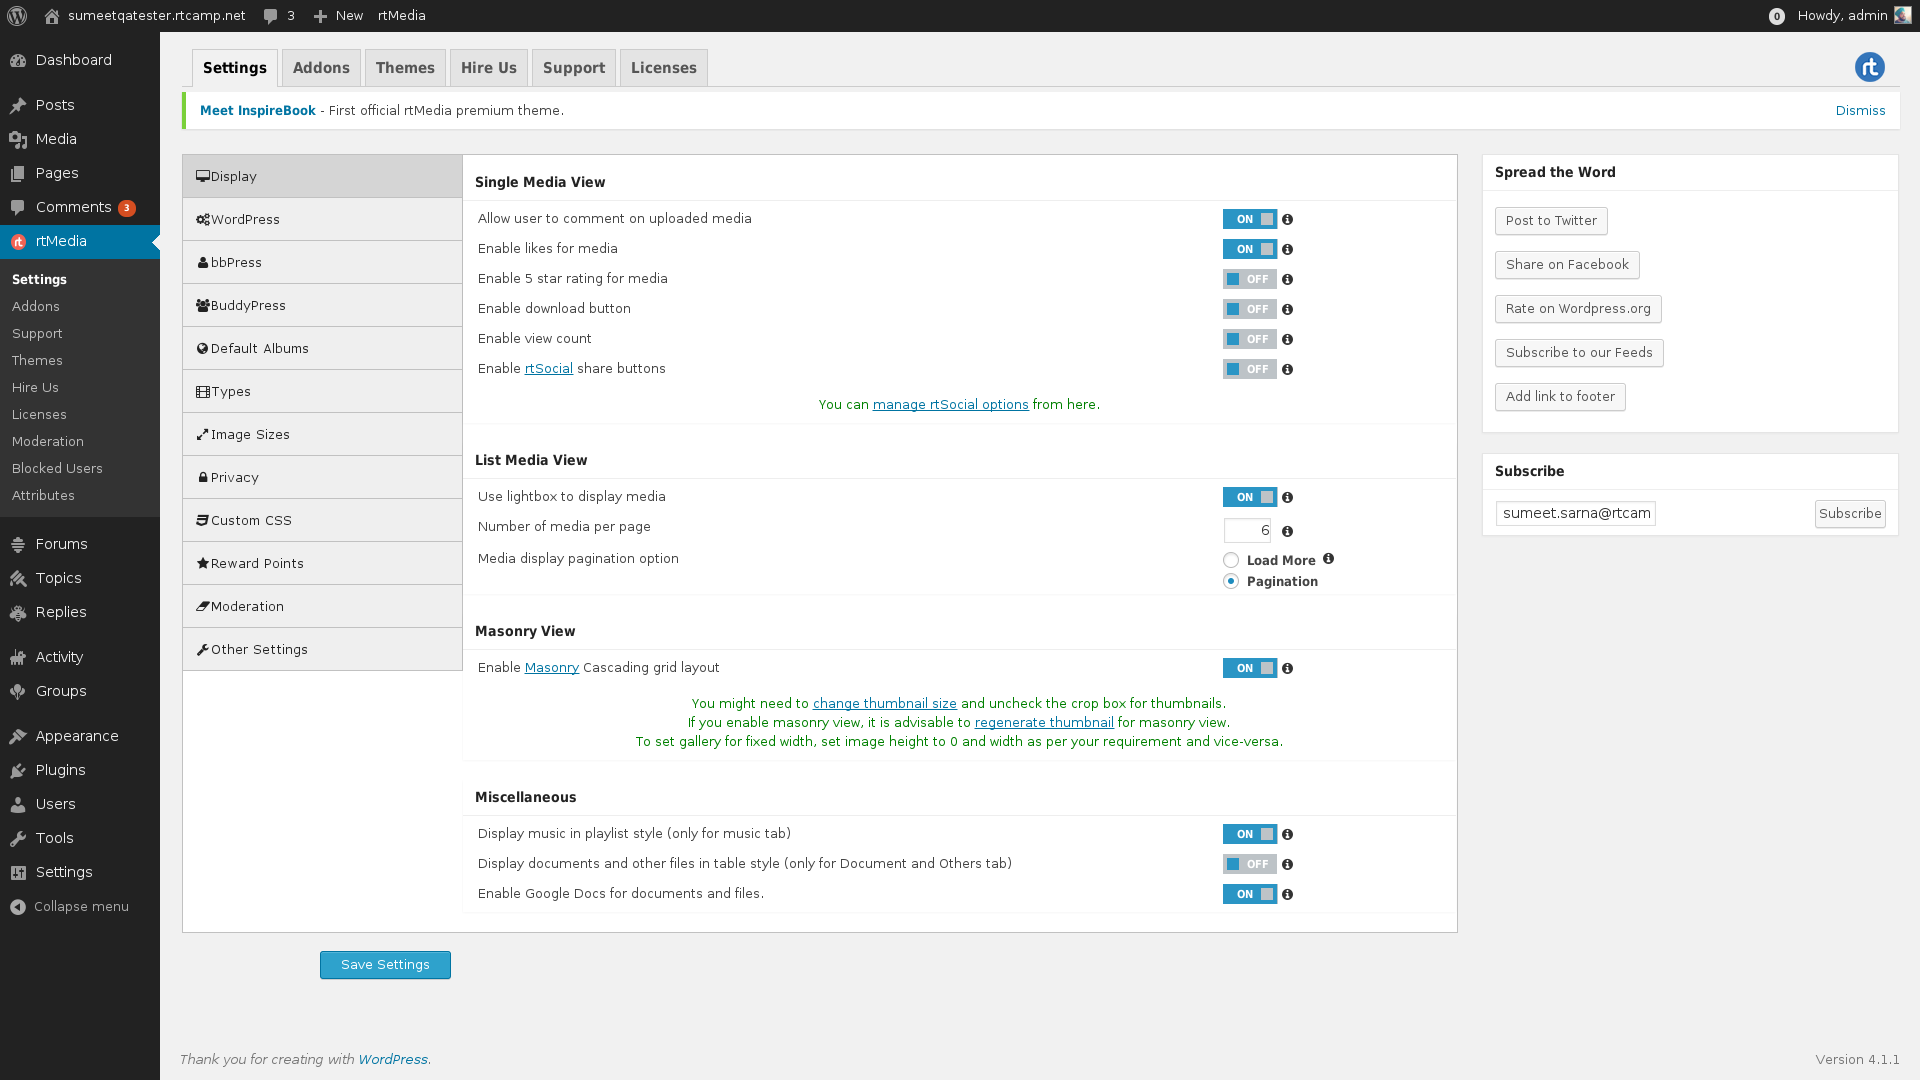 sumeetqatester.rtcamp.net 3 New rtMedia 0 Howdy, admin
Dashboard
Posts
Media
Pages
Comments 3
rtMedia
Settings
Addons
Support
Themes
Hire Us
Licenses
Moderation
Blocked Users
Attributes
Forums
Topics
Replies
Activity
Groups
Appearance
Plugins
Users
Tools
Settings
Collapse menu
Settings Addons Themes Hire Us Support Licenses
rt
Meet InspireBook - First official rtMedia premium theme. Dismiss
Display
WordPress
bbPress
BuddyPress
Default Albums
Types
Image Sizes
Privacy
Custom CSS
Reward Points
Moderation
Other Settings
Single Media View
Allow user to comment on uploaded media ON
Enable likes for media ON
Enable 5 star rating for media OFF
Enable download button OFF
Enable view count OFF
Enable rtSocial share buttons OFF
You can manage rtSocial options from here.
List Media View
Use lightbox to display media ON
Number of media per page 6
Media display pagination option Load More
Pagination
Masonry View
Enable Masonry Cascading grid layout ON
You might need to change thumbnail size and uncheck the crop box for thumbnails.
If you enable masonry view, it is advisable to regenerate thumbnail for masonry view.
To set gallery for fixed width, set image height to 0 and width as per your requirement and vice-versa.
Miscellaneous
Display music in playlist style (only for music tab) ON
Display documents and other files in table style (only for Document and Others tab) OFF
Enable Google Docs for documents and files. ON
Save Settings
Spread the Word
Post to Twitter
Share on Facebook
Rate on Wordpress.org
Subscribe to our Feeds
Add link to footer
Subscribe
sumeet.sarna@rtcam Subscribe
Thank you for creating with WordPress. Version 4.1.1